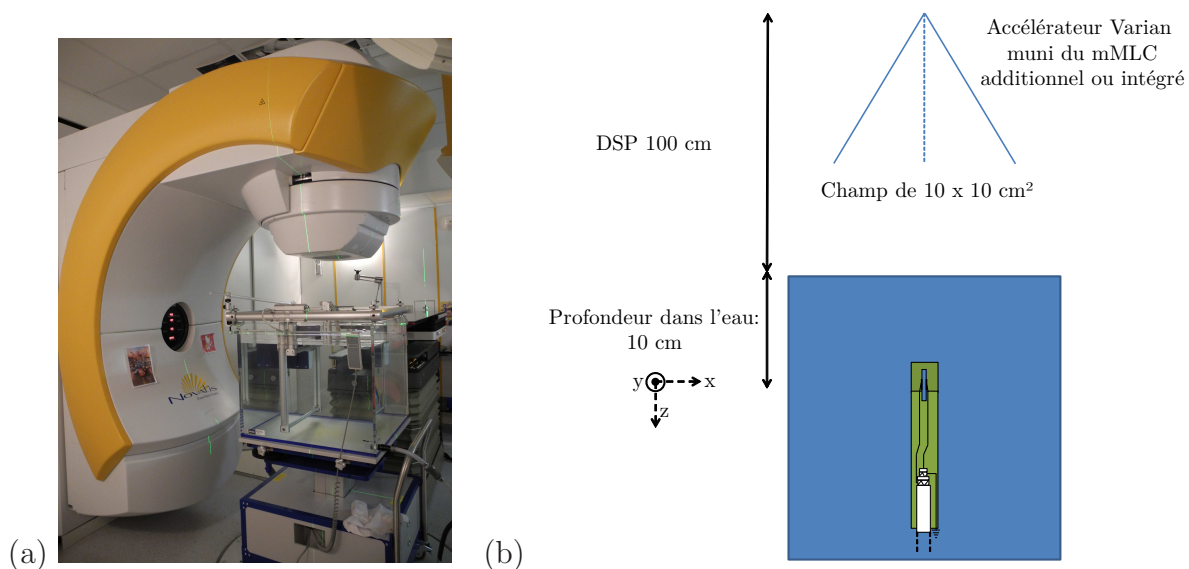 Accélérateur Varian
muni du mMLC
additionnel ou intégré
DSP 100 cm
Champ de 10 x 10 cm²
Profondeur dans l'eau:
10 cm
y x
z
NOVALIS
(a) (b)